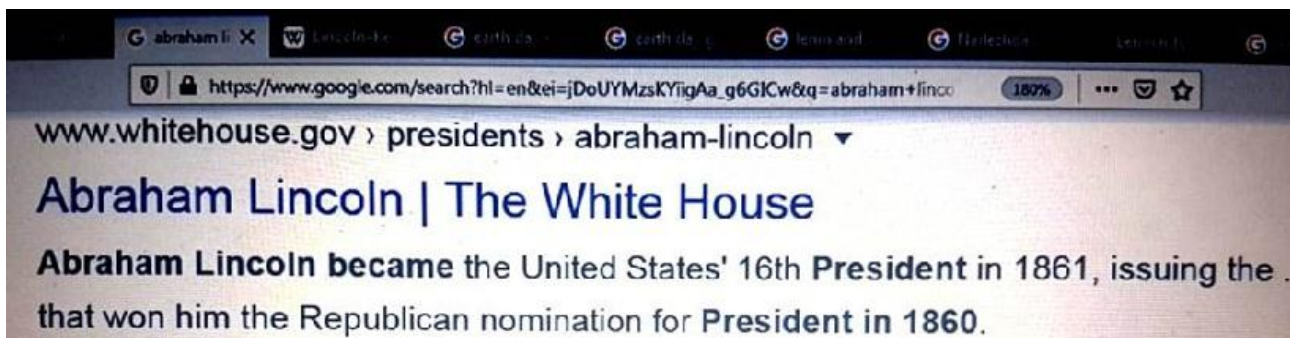 abraham li
https://www.google.com/search?hl=en&ei=jDoUYMzsKYiigAa_g6GICw&q=abraham+linco 180%
www.whitehouse.gov › presidents › abraham-lincoln
Abraham Lincoln | The White House
Abraham Lincoln became the United States' 16th President in 1861, issuing the .
that won him the Republican nomination for President in 1860.